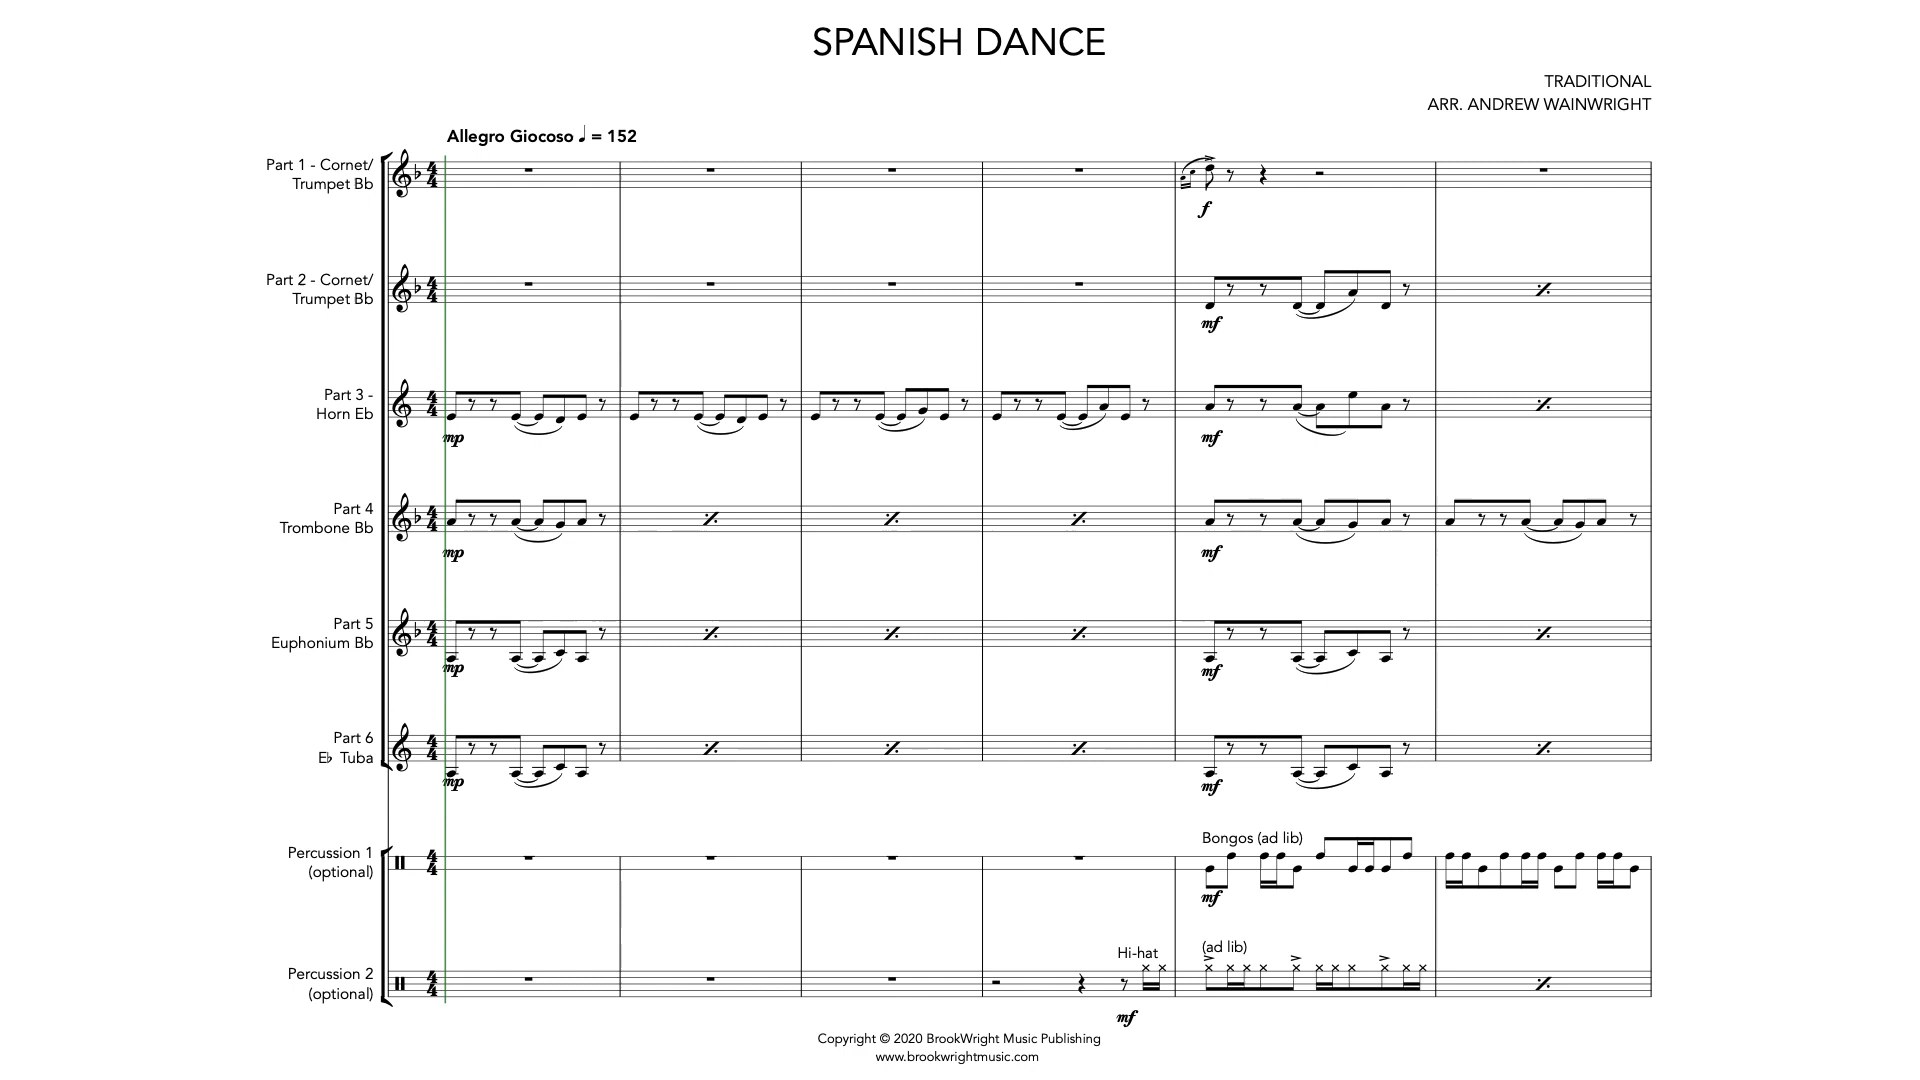 SPANISH DANCE
TRADITIONAL
ARR. ANDREW WAINWRIGHT
Allegro Giocoso ♩ = 152
Part 1 - Cornet/
Trumpet Bb
f
Part 2 - Cornet/
Trumpet Bb
mf
Part 3 -
Horn Eb
mp
mf
Part 4
Trombone Bb
mp
mf
Part 5
Euphonium Bb
mp
mf
Part 6
E♭ Tuba
mp
mf
Bongos (ad lib)
Percussion 1
(optional)
mf
Hi-hat
(ad lib)
Percussion 2
(optional)
mf
Copyright © 2020 BrookWright Music Publishing
www.brookwrightmusic.com